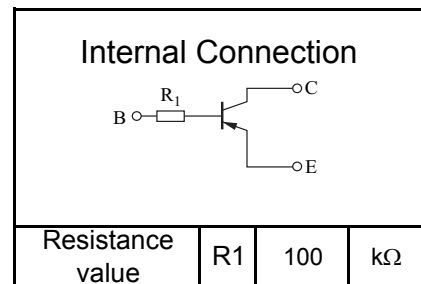 Internal Connection
C
R1
B
E
Resistance value R1 100 kΩ